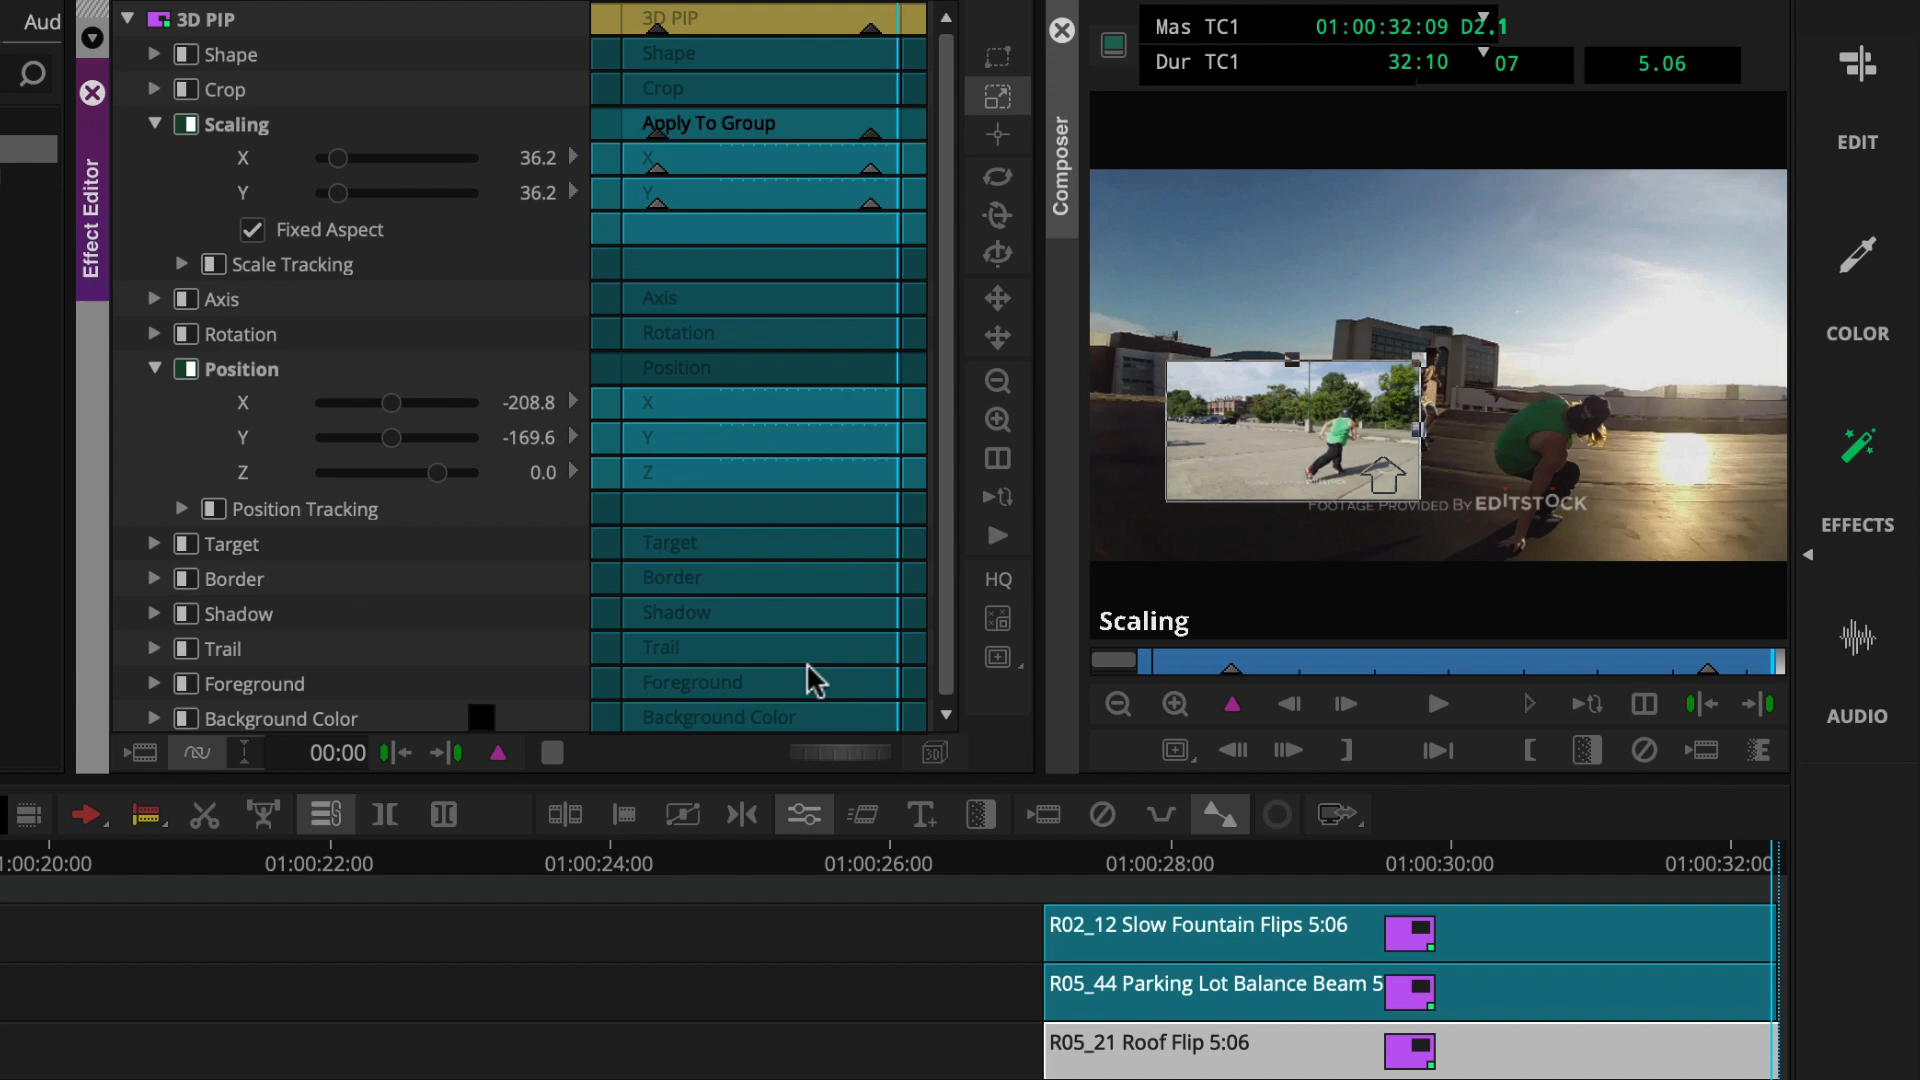 Aud
Effect Editor
3D PIP
Shape
Crop
Scaling
X 36.2
Y 36.2
Fixed Aspect
Scale Tracking
Axis
Rotation
Position
X -208.8
Y -169.6
Z 0.0
Position Tracking
Target
Border
Shadow
Trail
Foreground
Background Color
3D PIP
Shape
Crop
Apply To Group
X
Y
Axis
Rotation
Position
X
Y
Z
Target
Border
Shadow
Trail
Foreground
Background Color
00:00
3D
HQ
Composer
Mas TC1 01:00:32:09 D2.1
Dur TC1 32:10 07 5.06
FOOTAGE PROVIDED BY EDITSTOCK
Scaling
EDIT
COLOR
EFFECTS
AUDIO
1:00:20:00 01:00:22:00 01:00:24:00 01:00:26:00 01:00:28:00 01:00:30:00 01:00:32:00
R02_12 Slow Fountain Flips 5:06
R05_44 Parking Lot Balance Beam 5
R05_21 Roof Flip 5:06